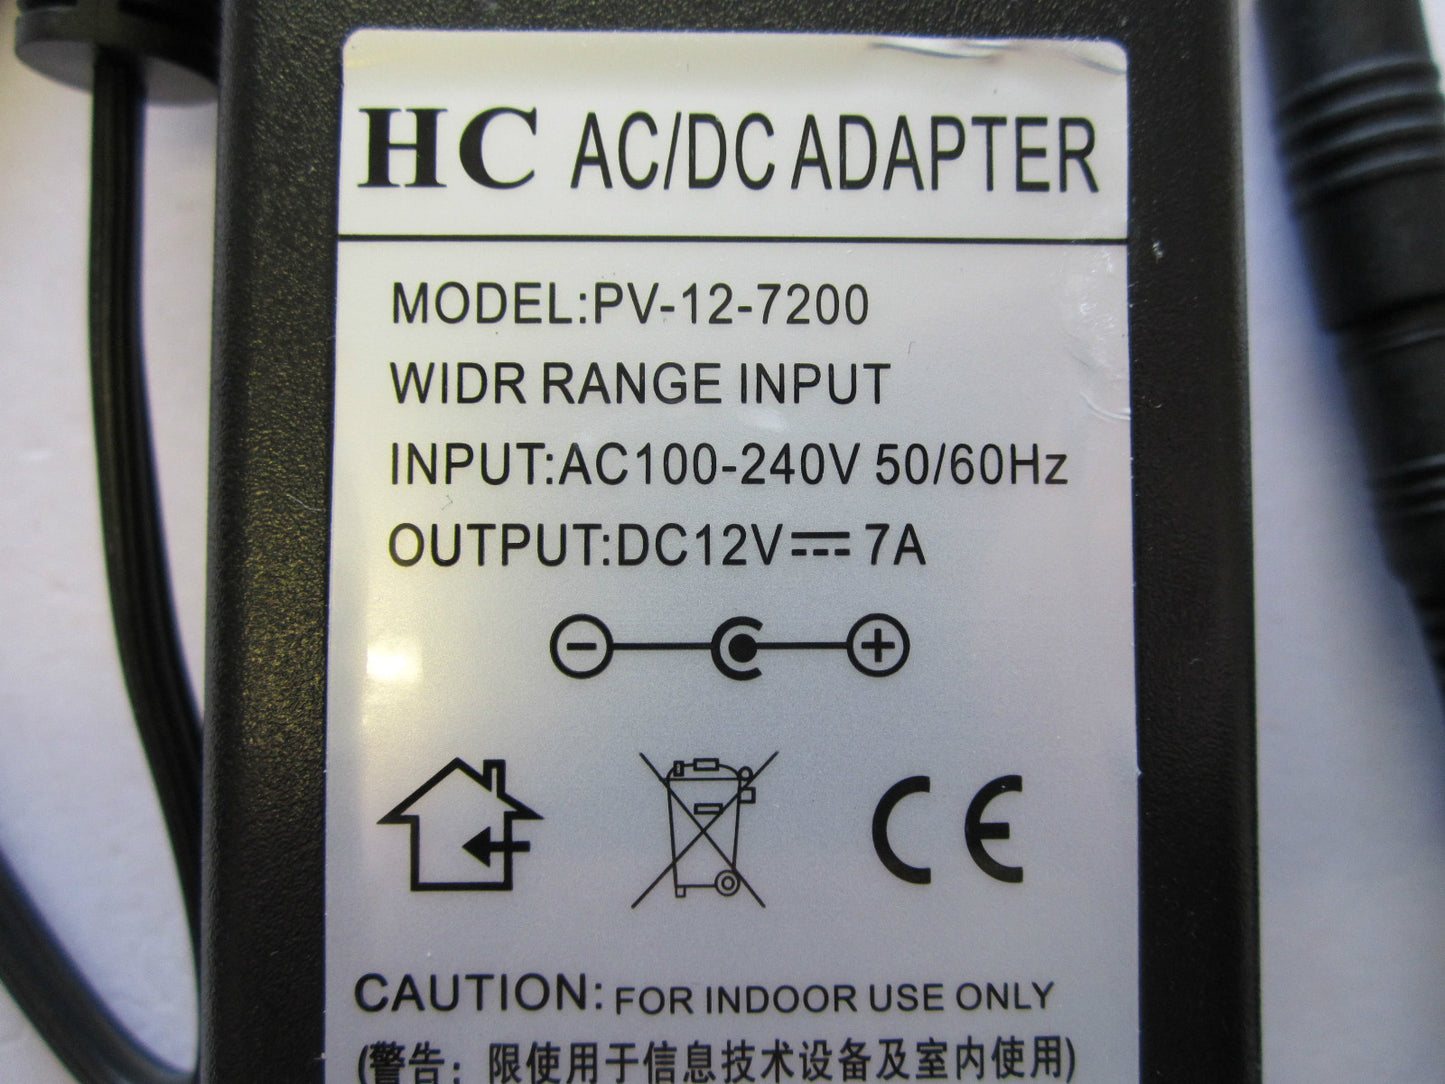 HC AC/DC ADAPTER
MODEL:PV-12-7200
WIDR RANGE INPUT
INPUT:AC100-240V 50/60Hz
OUTPUT:DC12V⎓ 7A
CE
CAUTION: FOR INDOOR USE ONLY
(警告: 限使用于信息技术设备及室内使用)